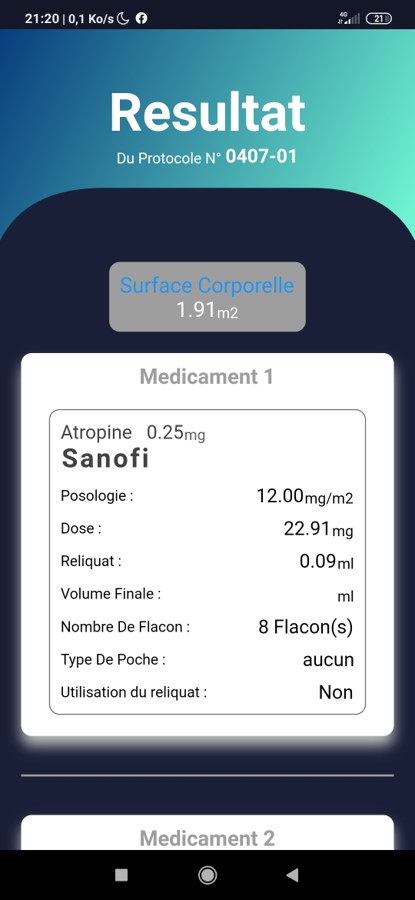 21:20 | 0,1 Ko/s
4G
21
Resultat
Du Protocole N° 0407-01
Surface Corporelle
1.91m2
Medicament 1
Atropine 0.25mg
Sanofi
Posologie : 12.00mg/m2
Dose : 22.91mg
Reliquat : 0.09ml
Volume Finale : ml
Nombre De Flacon : 8 Flacon(s)
Type De Poche : aucun
Utilisation du reliquat : Non
Medicament 2